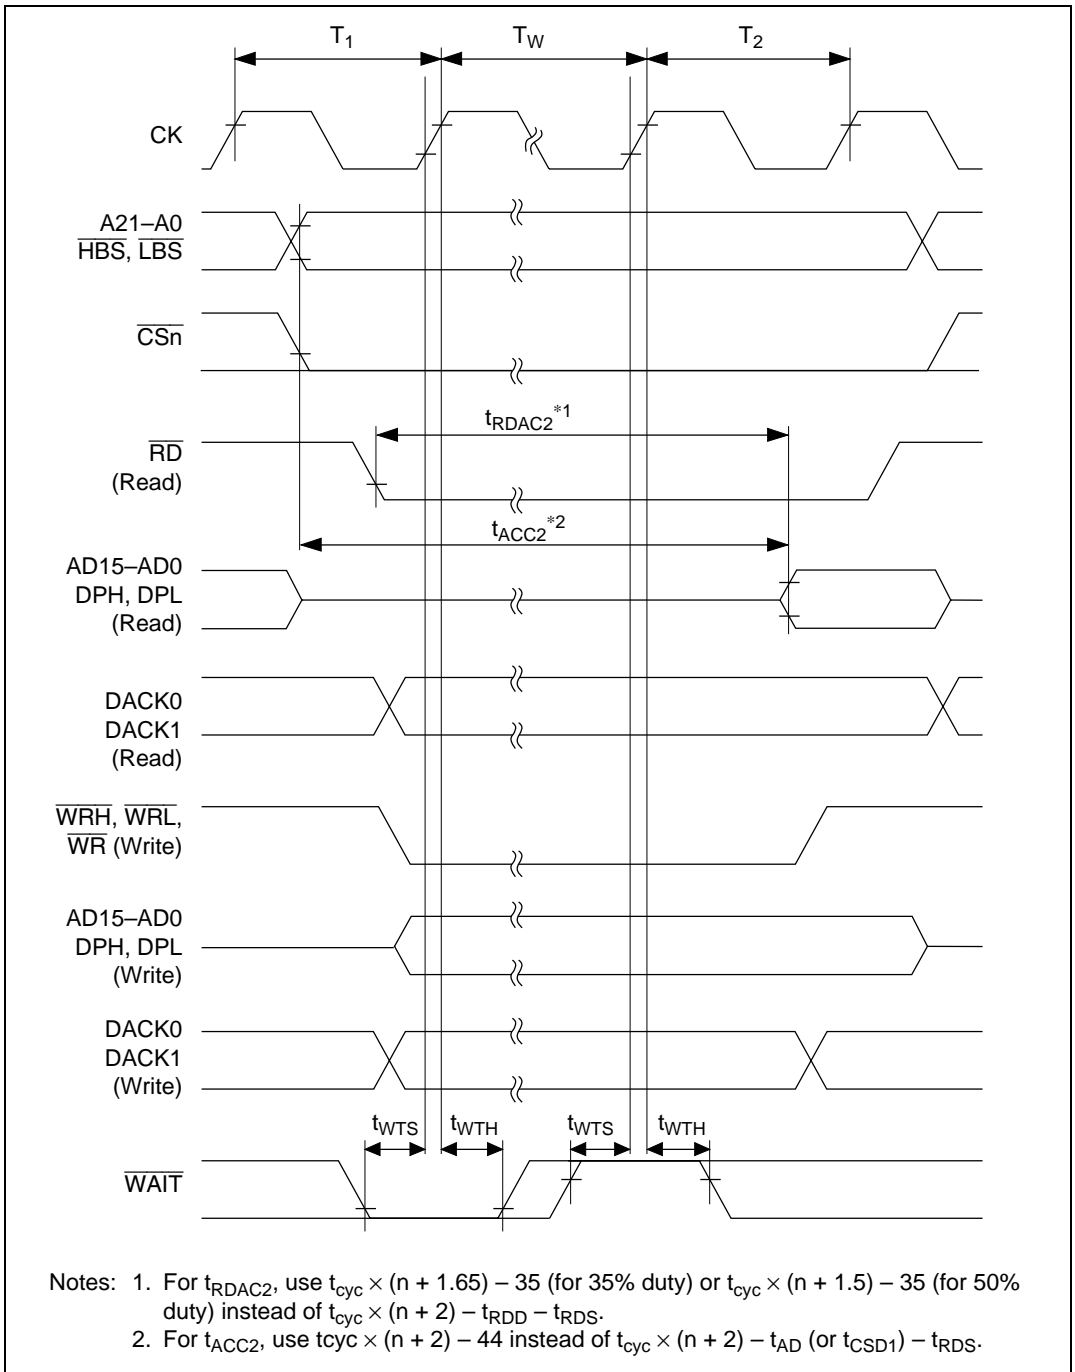 T1 TW T2
CK
A21–A0
HBS, LBS
CSn
tRDAC2*1
RD
(Read)
tACC2*2
AD15–AD0
DPH, DPL
(Read)
DACK0
DACK1
(Read)
WRH, WRL,
WR (Write)
AD15–AD0
DPH, DPL
(Write)
DACK0
DACK1
(Write)
tWTS tWTH tWTS tWTH
WAIT
Notes: 1. For tRDAC2, use tcyc × (n + 1.65) – 35 (for 35% duty) or tcyc × (n + 1.5) – 35 (for 50%
duty) instead of tcyc × (n + 2) – tRDD – tRDS.
2. For tACC2, use tcyc × (n + 2) – 44 instead of tcyc × (n + 2) – tAD (or tCSD1) – tRDS.